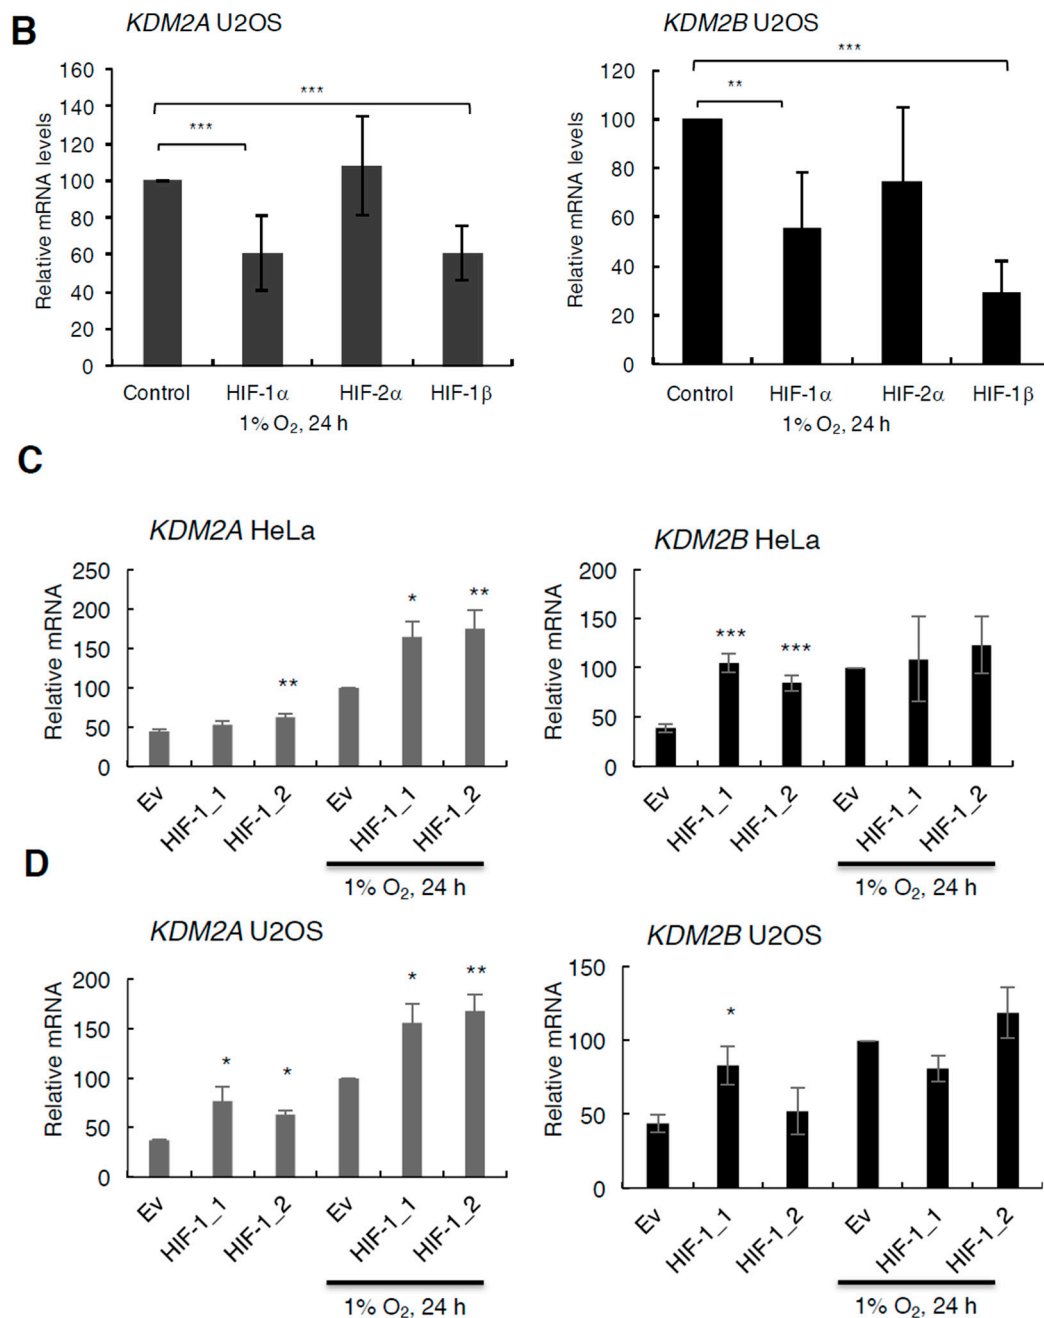 B
KDM2A U2OS
Relative mRNA levels
160
140
120
100
80
60
40
20
0
***
***
Control HIF-1α HIF-2α HIF-1β
1% O₂, 24 h
KDM2B U2OS
Relative mRNA levels
120
100
80
60
40
20
0
***
**
Control HIF-1α HIF-2α HIF-1β
1% O₂, 24 h
C
KDM2A HeLa
Relative mRNA
250
200
150
100
50
0
** * **
Ev HIF-1_1 HIF-1_2 Ev HIF-1_1 HIF-1_2
1% O₂, 24 h
KDM2B HeLa
Relative mRNA
200
150
100
50
0
*** ***
Ev HIF-1_1 HIF-1_2 Ev HIF-1_1 HIF-1_2
1% O₂, 24 h
D
KDM2A U2OS
Relative mRNA
200
150
100
50
0
* * * **
Ev HIF-1_1 HIF-1_2 Ev HIF-1_1 HIF-1_2
1% O₂, 24 h
KDM2B U2OS
Relative mRNA
150
100
50
0
*
Ev HIF-1_1 HIF-1_2 Ev HIF-1_1 HIF-1_2
1% O₂, 24 h